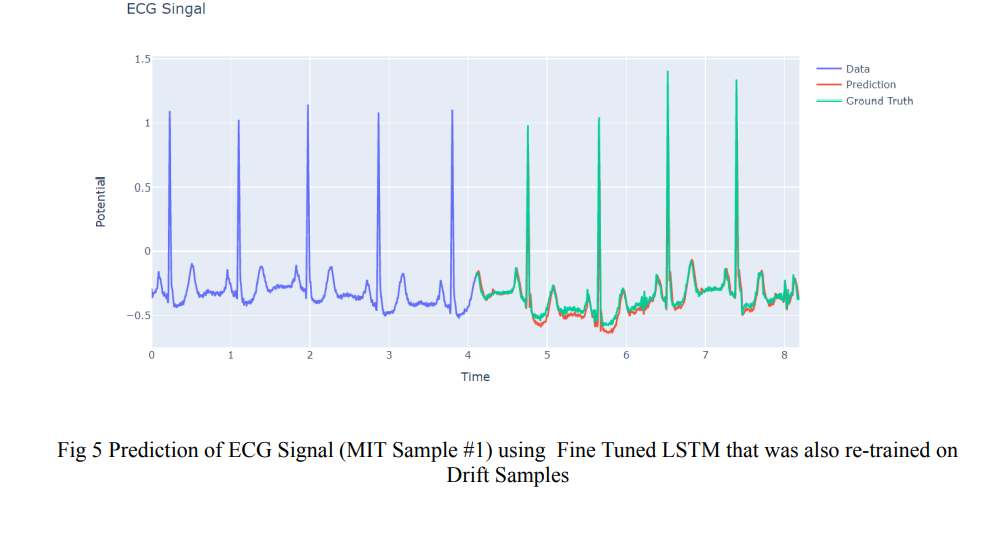 ECG Singal
1.5
1
0.5
0
−0.5
Potential
0 1 2 3 4 5 6 7 8
Time
Data
Prediction
Ground Truth
Fig 5 Prediction of ECG Signal (MIT Sample #1) using  Fine Tuned LSTM that was also re-trained on
Drift Samples